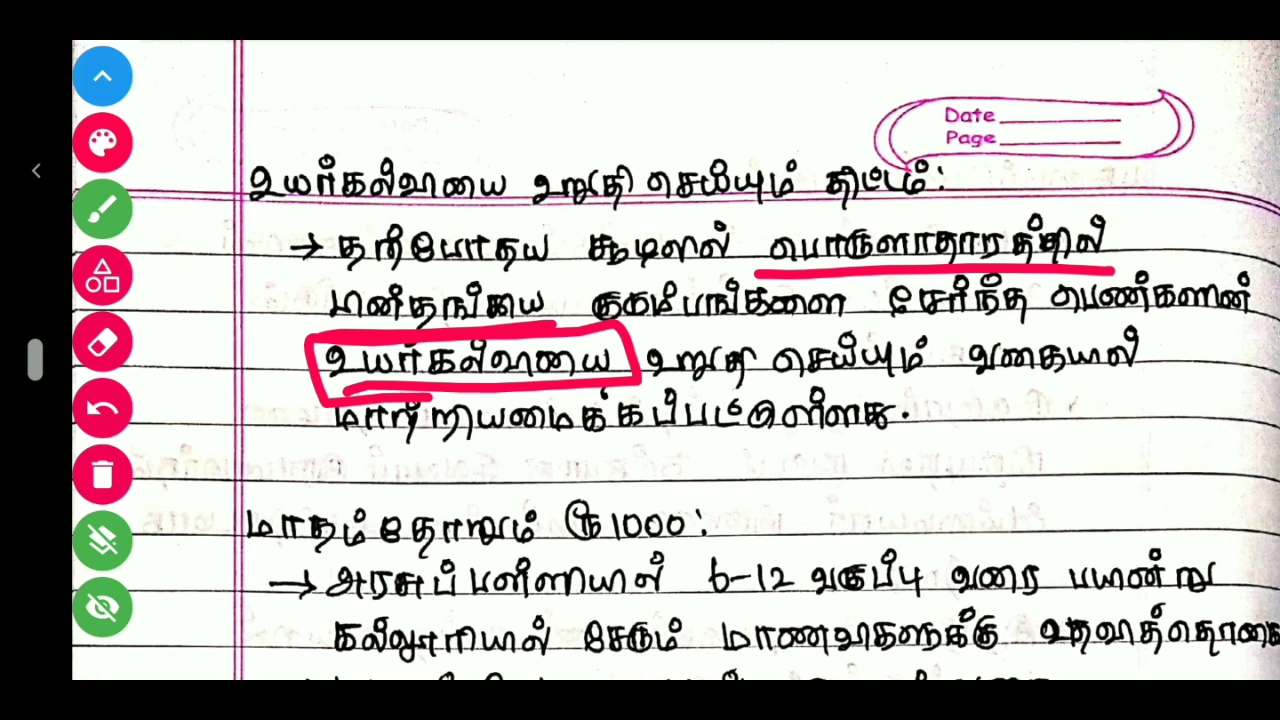 Date
Page
உயர்கல்வியை உறுதி செய்யும் திட்டம்:
→ தற்போதய சூழலில் பொருளாதாரத்தில்
பின்தங்கிய குடும்பங்களை சேர்ந்த பெண்களின்
உயர்கல்வியை உறுதி செய்யும் வகையில்
மாற்றியமைக்கப்பட்டுள்ளது.
மாதம்தோறும் ரூ1000:
→ அரசுப் பள்ளியில் 6-12 வகுப்பு வரை பயின்று
கல்லூரியில் சேரும் மாணவிகளுக்கு உதவித்தொகை